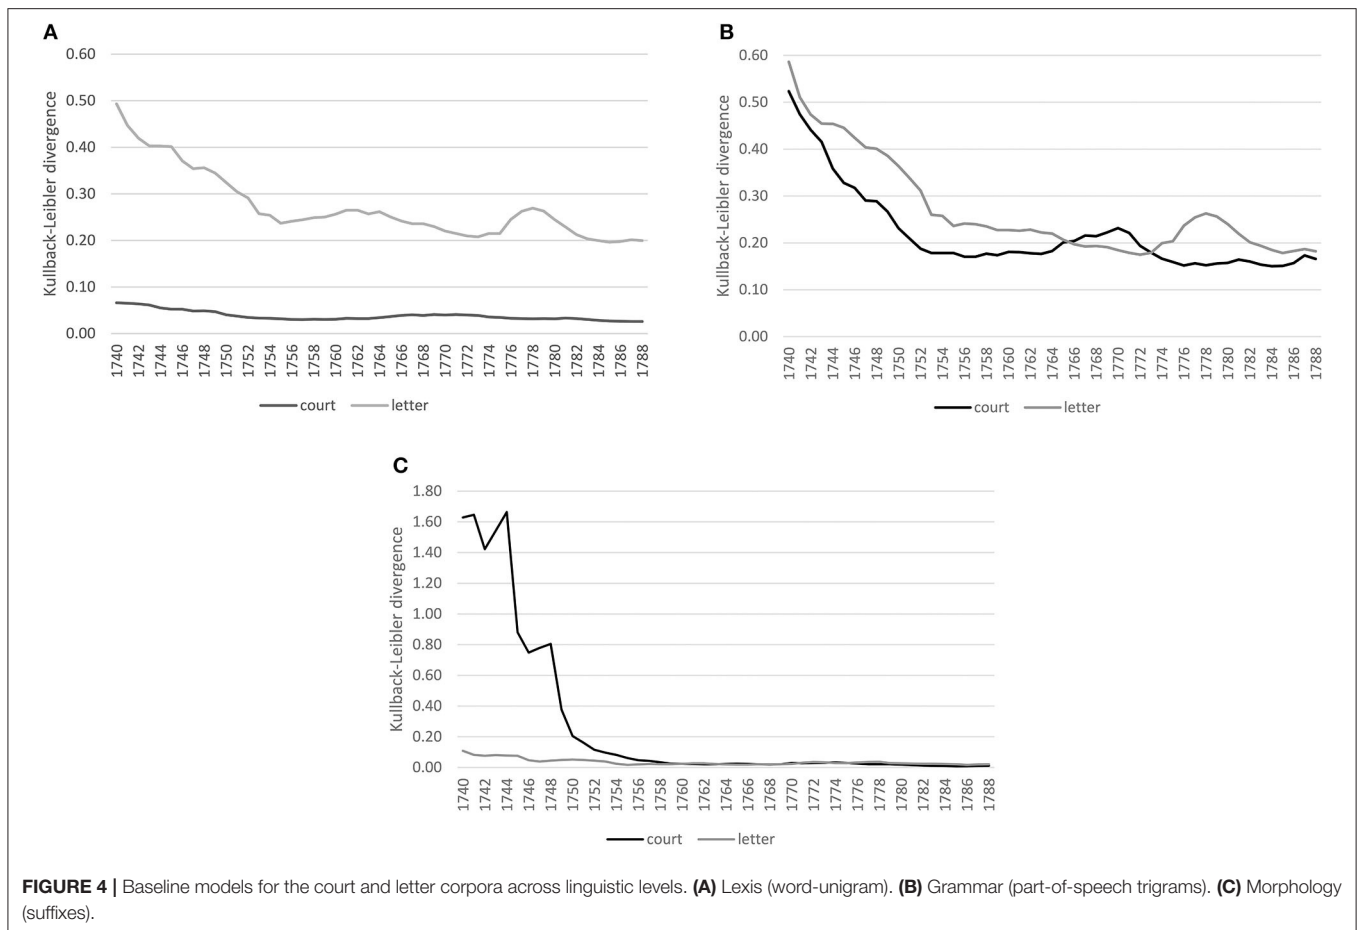 A
Kullback-Leibler divergence
0.60
0.50
0.40
0.30
0.20
0.10
0.00
1740 1742 1744 1746 1748 1750 1752 1754 1756 1758 1760 1762 1764 1766 1768 1770 1772 1774 1776 1778 1780 1782 1784 1786 1788
court letter
B
Kullback-Leibler divergence
0.60
0.50
0.40
0.30
0.20
0.10
0.00
1740 1742 1744 1746 1748 1750 1752 1754 1756 1758 1760 1762 1764 1766 1768 1770 1772 1774 1776 1778 1780 1782 1784 1786 1788
court letter
C
Kullback-Leibler divergence
1.80
1.60
1.40
1.20
1.00
0.80
0.60
0.40
0.20
0.00
1740 1742 1744 1746 1748 1750 1752 1754 1756 1758 1760 1762 1764 1766 1768 1770 1772 1774 1776 1778 1780 1782 1784 1786 1788
court letter
FIGURE 4 | Baseline models for the court and letter corpora across linguistic levels. (A) Lexis (word-unigram). (B) Grammar (part-of-speech trigrams). (C) Morphology
(suffixes).